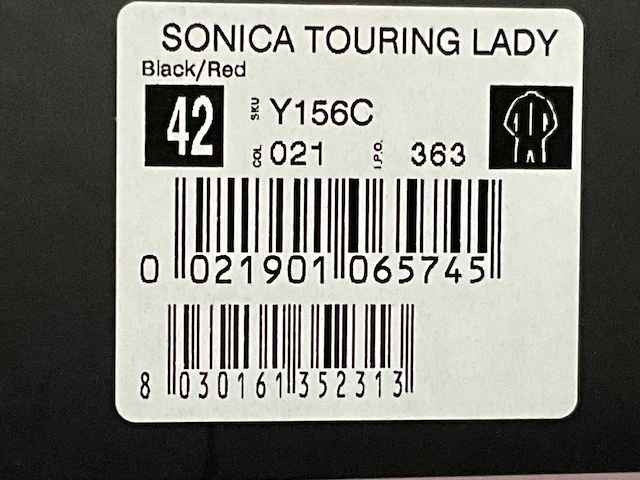 SONICA TOURING LADY
Black/Red
42 SKU Y156C
COL 021 I.P.O. 363
0 021901 065745
8 030161 352313